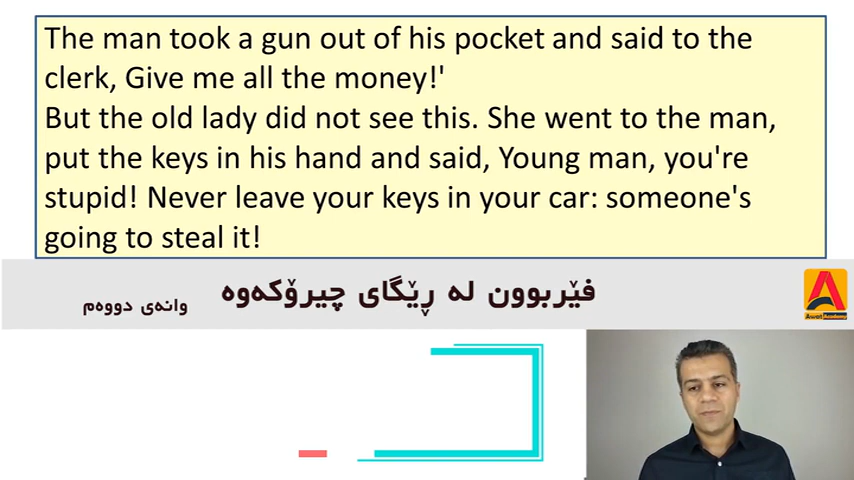 The man took a gun out of his pocket and said to the
clerk, Give me all the money!'
But the old lady did not see this. She went to the man,
put the keys in his hand and said, Young man, you're
stupid! Never leave your keys in your car: someone's
going to steal it!
فێربوون لە ڕێگای چیرۆکەوە
وانەی دووەم
Awat Academy